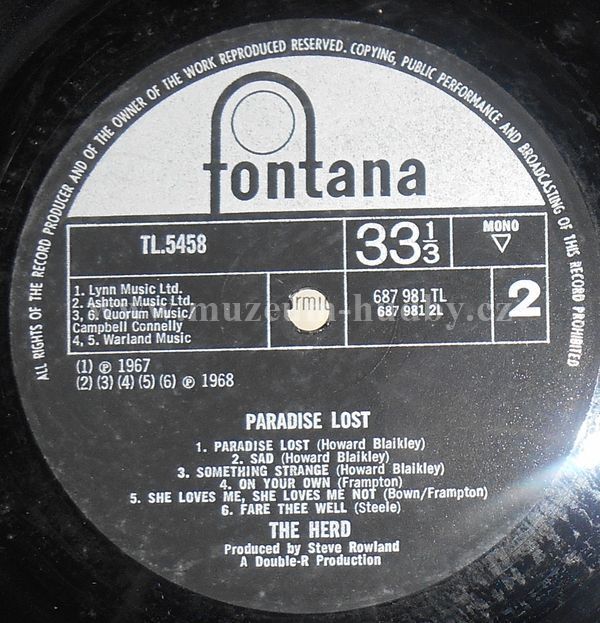 ALL RIGHTS OF THE RECORD PRODUCER AND OF THE OWNER OF THE WORK REPRODUCED RESERVED. COPYING, PUBLIC PERFORMANCE AND BROADCASTING OF THIS RECORD PROHIBITED
fontana
TL.5458
33 1/3
MONO
1. Lynn Music Ltd.
2. Ashton Music Ltd.
3, 6. Quorum Music
Campbell Connelly
4, 5. Warland Music
687 981 TL
687 981 2L
2
(1) ℗ 1967
(2) (3) (4) (5) (6) ℗ 1968
PARADISE LOST
1. PARADISE LOST (Howard Blaikley)
2. SAD (Howard Blaikley)
3. SOMETHING STRANGE (Howard Blaikley)
4. ON YOUR OWN (Frampton)
5. SHE LOVES ME, SHE LOVES ME NOT (Bown/Frampton)
6. FARE THEE WELL (Steele)
THE HERD
Produced by Steve Rowland
A Double-R Production